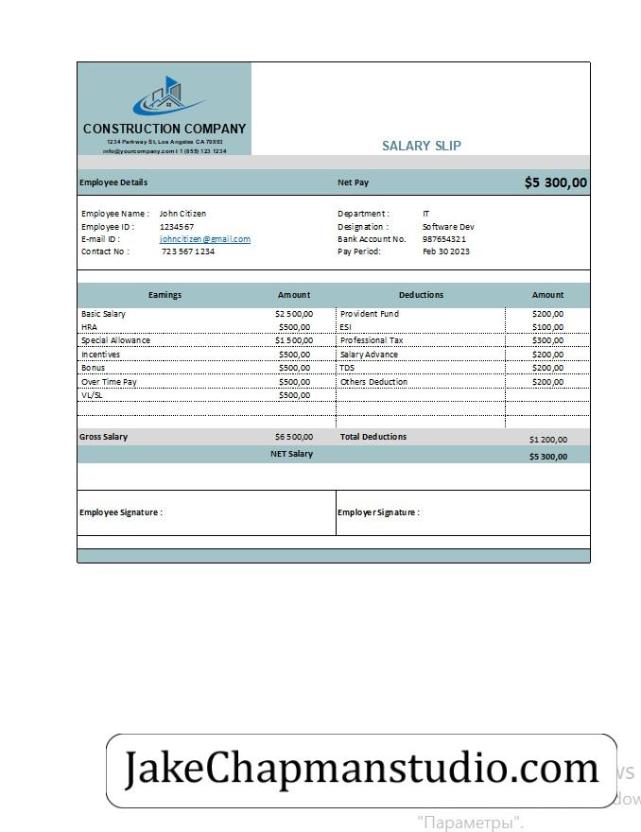 CONSTRUCTION COMPANY
1234 Parkway St, Los Angeles CA 70XX0
info@yourcompany.com I 1 (855) 123 1234
SALARY SLIP
Employee Details Net Pay $5 300,00
Employee Name : John Citizen Department : IT
Employee ID : 1234567 Designation : Software Dev
E-mail ID : johncitizen@email.com Bank Account No. 987654321
Contact No : 723 567 1234 Pay Period: Feb 30 2023
Earnings Amount Deductions Amount
Basic Salary $2 500,00 Provident Fund $200,00
HRA $500,00 ESI $100,00
Special Allowance $1 500,00 Professional Tax $300,00
Incentives $500,00 Salary Advance $200,00
Bonus $500,00 TDS $200,00
Over Time Pay $500,00 Others Deduction $200,00
VL/SL $500,00
Gross Salary $6 500,00 Total Deductions $1 200,00
NET Salary $5 300,00
Employee Signature : Employer Signature :
JakeChapmanstudio.com
"Параметры".